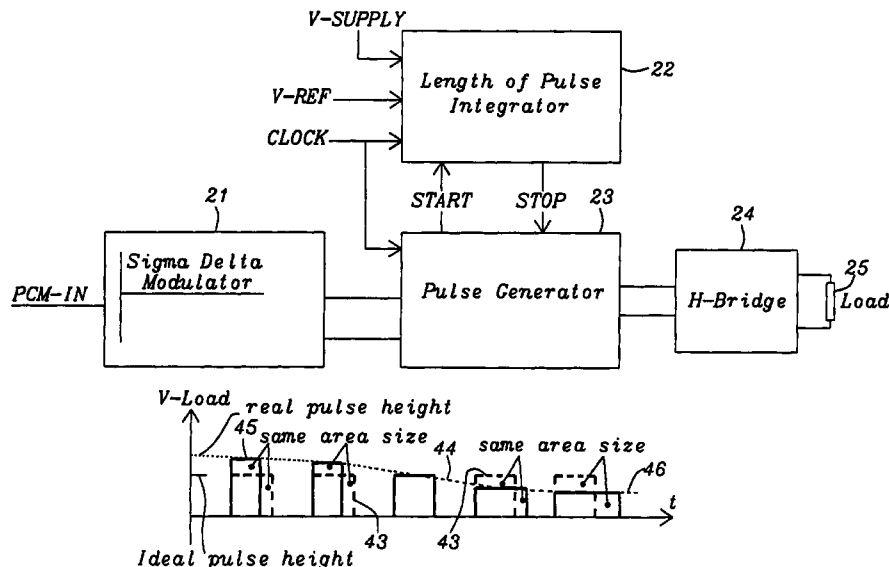 V-SUPPLY
22
Length of Pulse
Integrator
V-REF
CLOCK
START
STOP
21
23
24
25
Sigma Delta
Modulator
PCM-IN
Pulse Generator
H-Bridge
Load
V-Load
real pulse height
45
same area size
44
same area size
46
t
43
43
Ideal pulse height